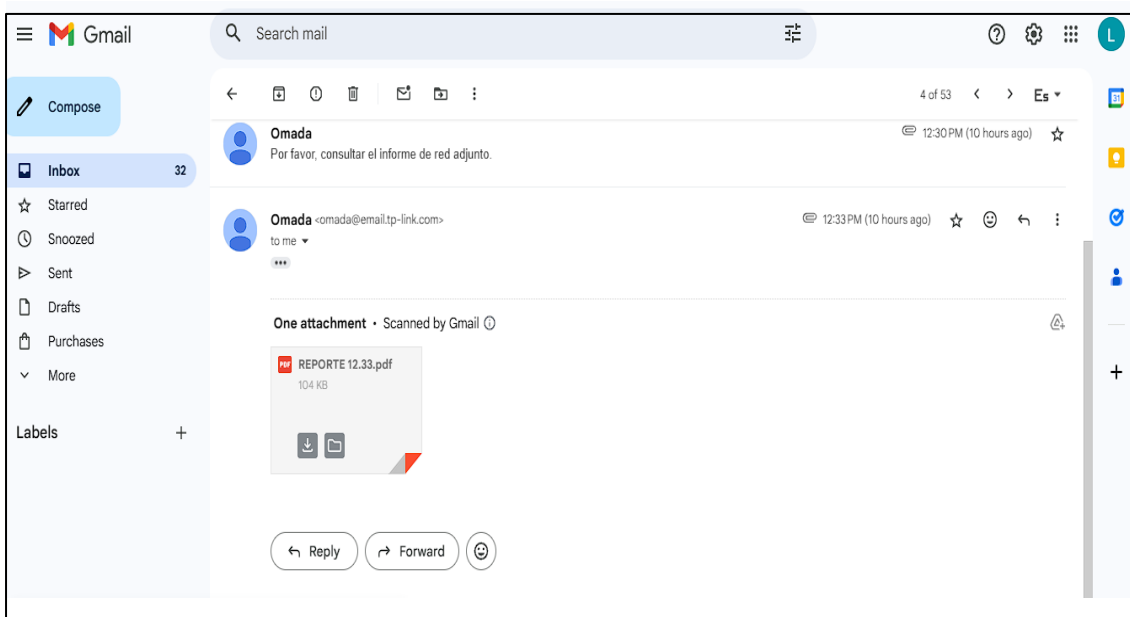 Gmail
Search mail
L
Compose
4 of 53
Es
31
Omada
12:30 PM (10 hours ago)
Por favor, consultar el informe de red adjunto.
Inbox 32
Starred
Snoozed
Sent
Drafts
Purchases
More
Labels
Omada <omada@email.tp-link.com>
12:33 PM (10 hours ago)
to me
One attachment • Scanned by Gmail
PDF REPORTE 12.33.pdf
104 KB
Reply
Forward